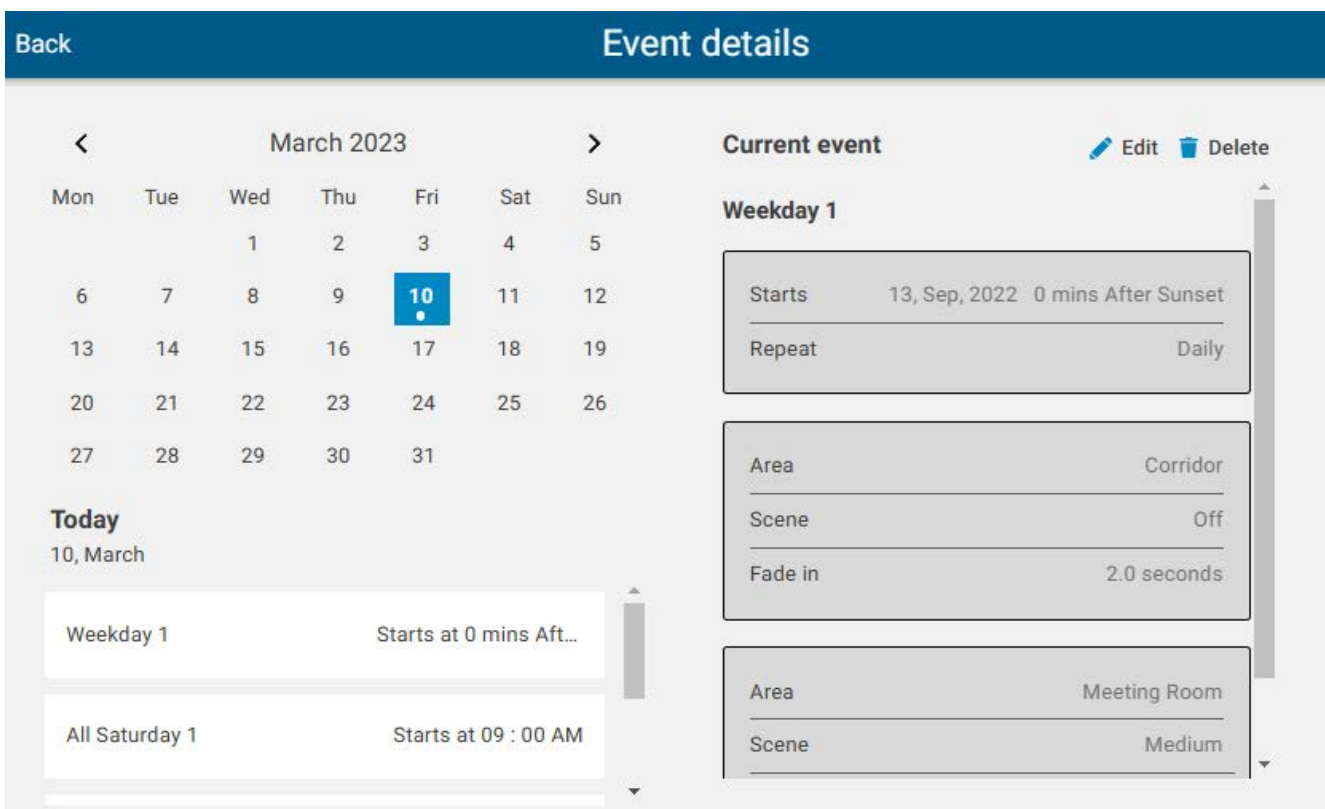 Back
Event details
March 2023
Mon Tue Wed Thu Fri Sat Sun
1 2 3 4 5
6 7 8 9 10 11 12
13 14 15 16 17 18 19
20 21 22 23 24 25 26
27 28 29 30 31
Today
10, March
Weekday 1 Starts at 0 mins Aft...
All Saturday 1 Starts at 09 : 00 AM
Current event Edit Delete
Weekday 1
Starts 13, Sep, 2022 0 mins After Sunset
Repeat Daily
Area Corridor
Scene Off
Fade in 2.0 seconds
Area Meeting Room
Scene Medium